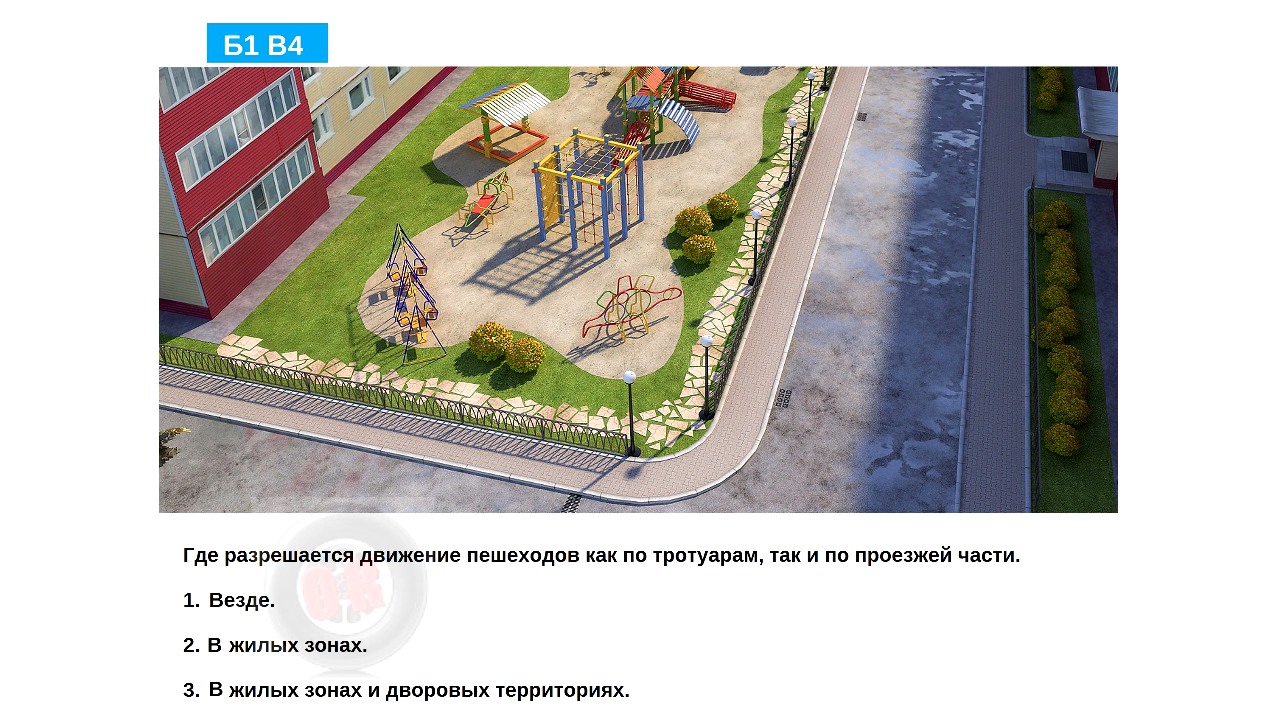 Б1 В4
Где разрешается движение пешеходов как по тротуарам, так и по проезжей части.
1. Везде.
2. В жилых зонах.
3. В жилых зонах и дворовых территориях.